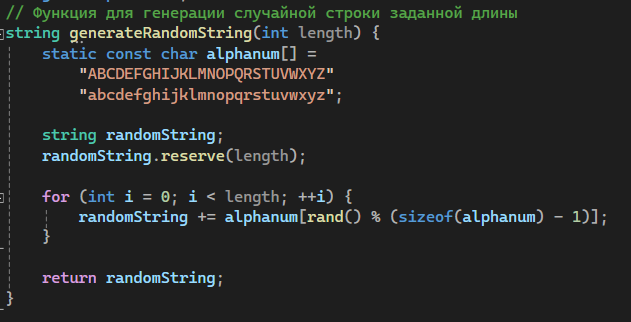 // Функция для генерации случайной строки заданной длины
string generateRandomString(int length) {
    static const char alphanum[] =
        "ABCDEFGHIJKLMNOPQRSTUVWXYZ"
        "abcdefghijklmnopqrstuvwxyz";

    string randomString;
    randomString.reserve(length);

    for (int i = 0; i < length; ++i) {
        randomString += alphanum[rand() % (sizeof(alphanum) - 1)];
    }

    return randomString;
}